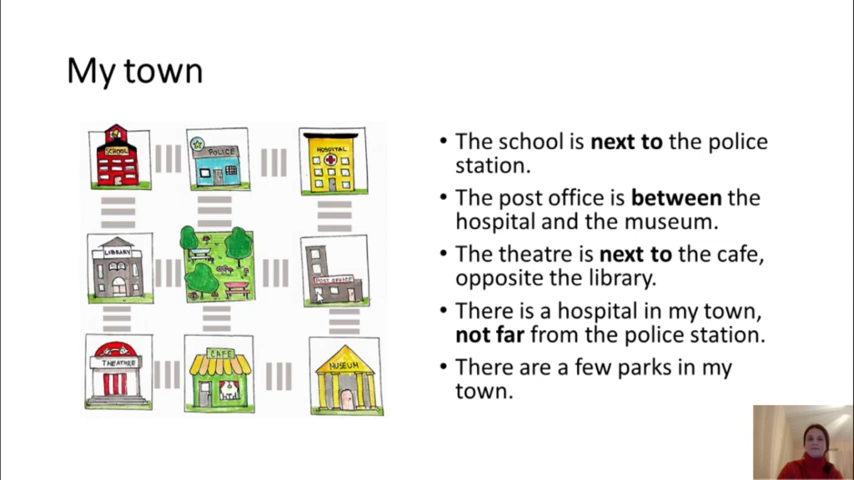 My town
SCHOOL
POLICE
HOSPITAL
LIBRARY
POST OFFICE
THEATRE
CAFE
MUSEUM
• The school is next to the police
station.
• The post office is between the
hospital and the museum.
• The theatre is next to the cafe,
opposite the library.
• There is a hospital in my town,
not far from the police station.
• There are a few parks in my
town.